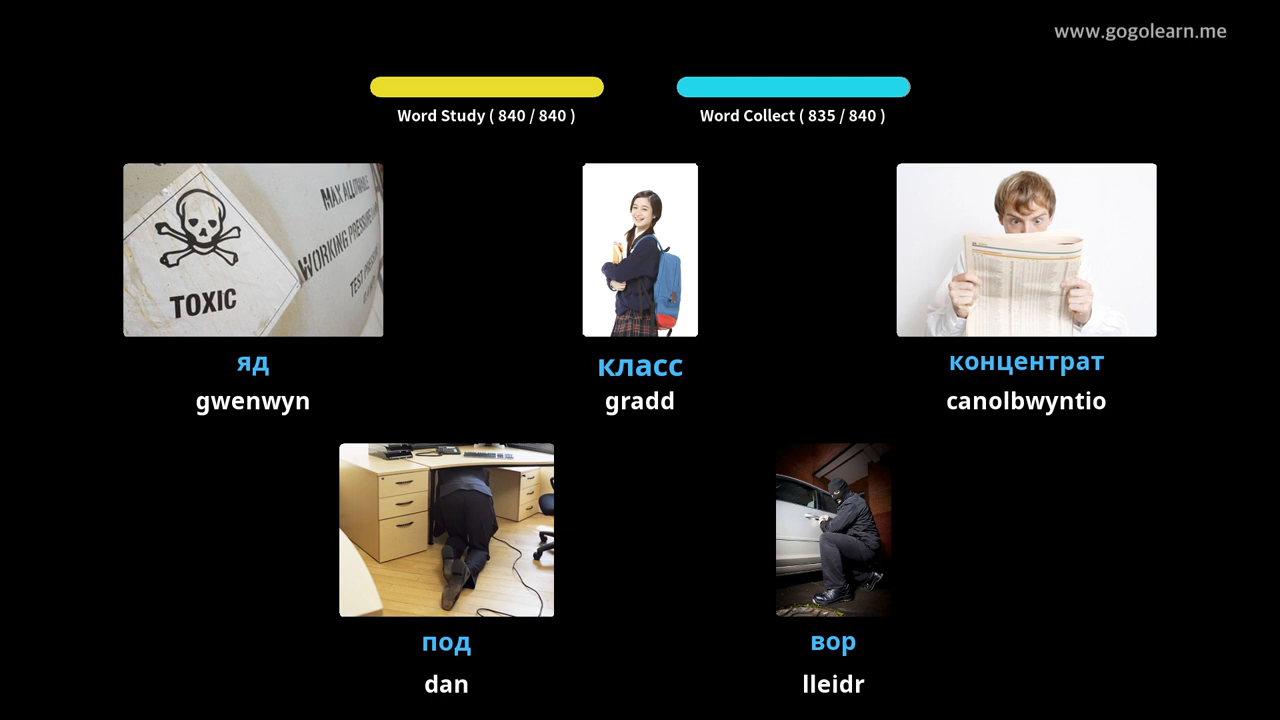 www.gogolearn.me
Word Study ( 840 / 840 )
Word Collect ( 835 / 840 )
TOXIC
MAX ALLOWABLE
WORKING PRESSURE
TEST
яд
gwenwyn
класс
gradd
концентрат
canolbwyntio
под
dan
вор
lleidr